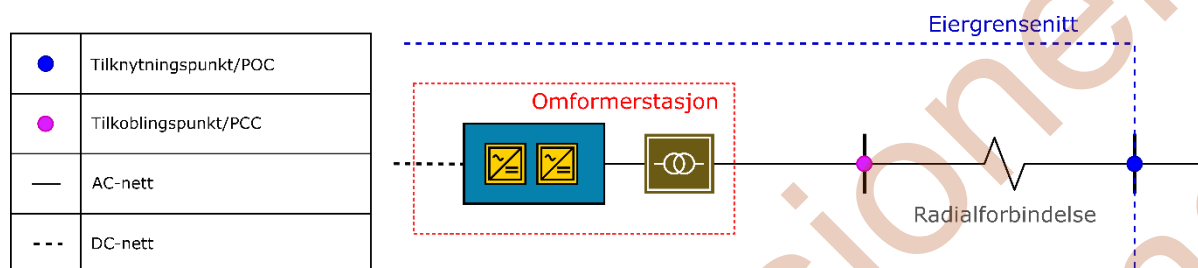 Eiergrensenitt
Tilknytningspunkt/POC
Omformerstasjon
Tilkoblingspunkt/PCC
AC-nett
Radialforbindelse
DC-nett